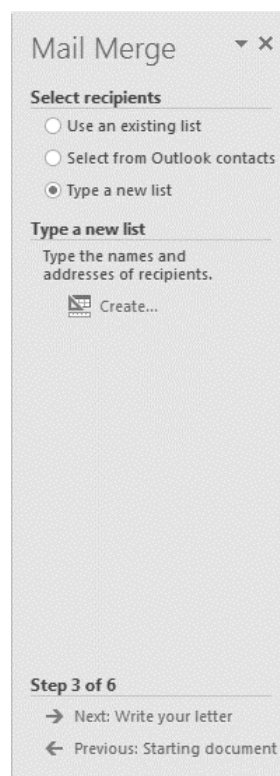 Mail Merge
Select recipients
Use an existing list
Select from Outlook contacts
Type a new list
Type a new list
Type the names and
addresses of recipients.
Create...
Step 3 of 6
Next: Write your letter
Previous: Starting document